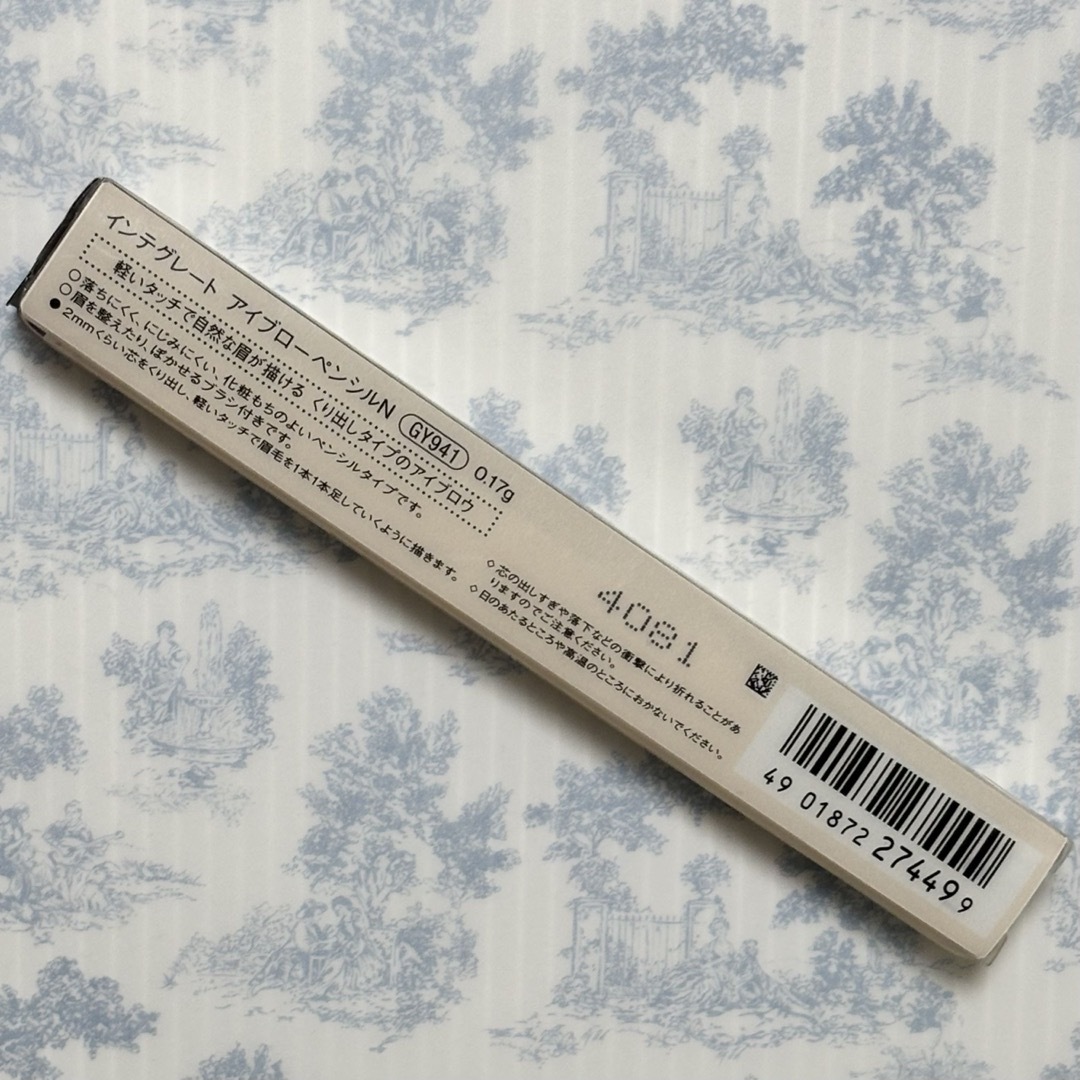 インテグレート アイブローペンシルN GY941 0.17g
軽いタッチで自然な眉が描ける くり出しタイプのアイブロウ
○落ちにくく、にじみにくい、化粧もちのよいペンシルタイプです。
○眉を整えたり、ぼかせるブラシ付きです。
●2mmくらい芯をくり出し、軽いタッチで眉毛を1本1本足していくように描きます。
◇芯の出しすぎや落下などの衝撃により折れることがあ
りますのでご注意ください。
◇日のあたるところや高温のところにおかないでください。
4081
49 01872 27449 9